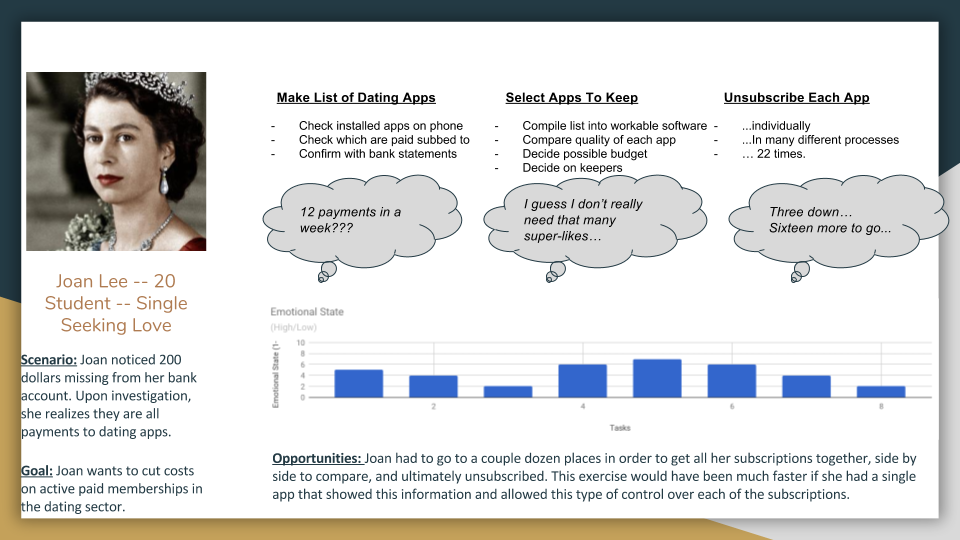 Joan Lee -- 20
Student -- Single
Seeking Love
Scenario: Joan noticed 200
dollars missing from her bank
account. Upon investigation,
she realizes they are all
payments to dating apps.
Goal: Joan wants to cut costs
on active paid memberships in
the dating sector.
Make List of Dating Apps
- Check installed apps on phone
- Check which are paid subbed to
- Confirm with bank statements
Select Apps To Keep
- Compile list into workable software
- Compare quality of each app
- Decide possible budget
- Decide on keepers
Unsubscribe Each App
- ...individually
- ...in many different processes
- … 22 times.
12 payments in a
week???
I guess I don’t really
need that many
super-likes…
Three down…
Sixteen more to go...
Emotional State
(High/Low)
Emotional State (1-
10
8
6
4
2
0
2
4
6
8
Tasks
Opportunities: Joan had to go to a couple dozen places in order to get all her subscriptions together, side by
side to compare, and ultimately unsubscribed. This exercise would have been much faster if she had a single
app that showed this information and allowed this type of control over each of the subscriptions.